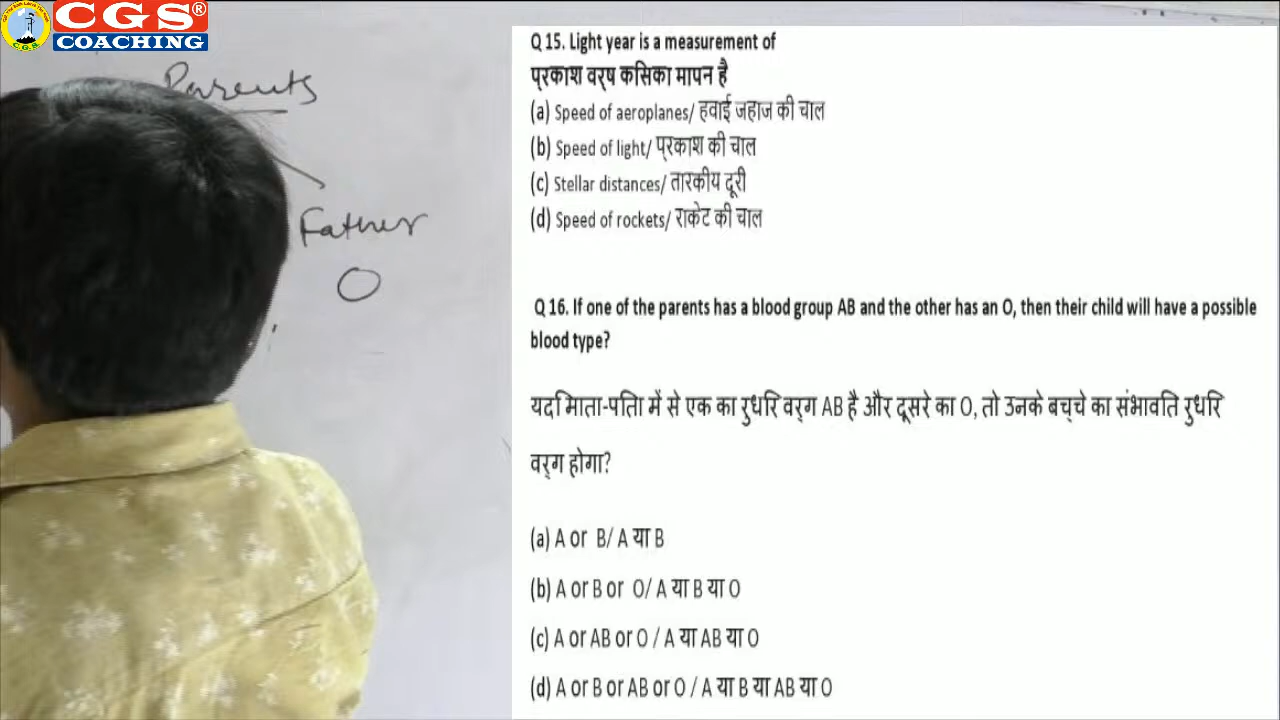 CGS®
COACHING
C.G.S.
Parents
Father
O
Q 15. Light year is a measurement of
प्रकाश वर्ष कसिका मापन है
(a) Speed of aeroplanes/ हवाई जहाज की चाल
(b) Speed of light/ प्रकाश की चाल
(c) Stellar distances/ तारकीय दूरी
(d) Speed of rockets/ राकेट की चाल
Q 16. If one of the parents has a blood group AB and the other has an O, then their child will have a possible
blood type?
यदमिाता-पतिा में से एक का रुधरि वर्ग AB है और दूसरे का O, तो उनके बच्चे का संभावति रुधरि
वर्ग होगा?
(a) A or B/ A या B
(b) A or B or O/ A या B या O
(c) A or AB or O / A या AB या O
(d) A or B or AB or O / A या B या AB या O